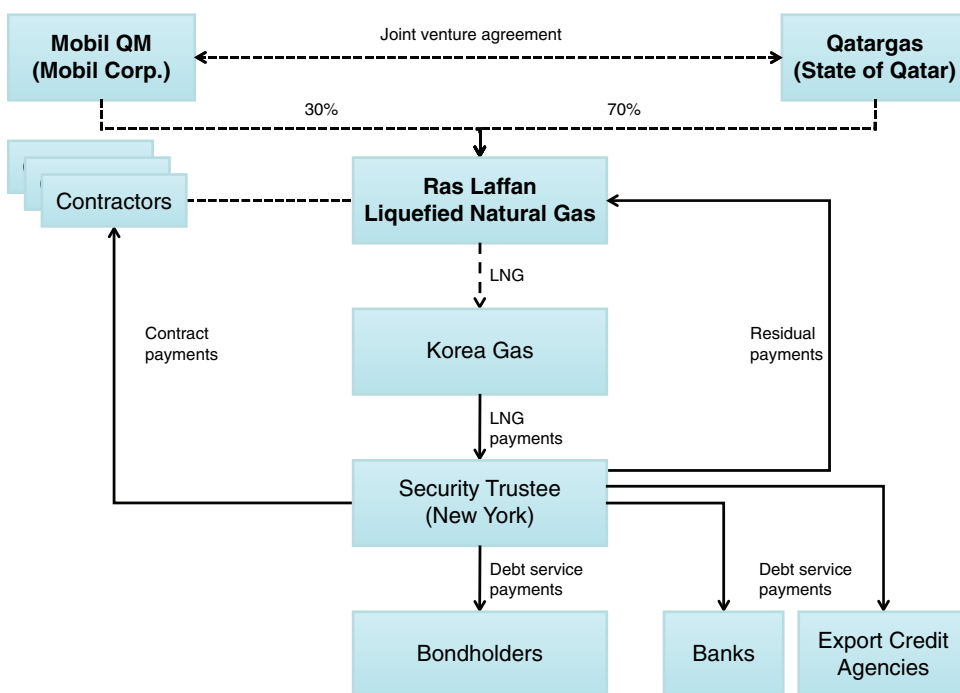 Mobil QM
(Mobil Corp.)
Joint venture agreement
Qatargas
(State of Qatar)
30%
70%
Contractors
Ras Laffan
Liquefied Natural Gas
LNG
Contract
payments
Korea Gas
Residual
payments
LNG
payments
Security Trustee
(New York)
Debt service
payments
Debt service
payments
Bondholders
Banks
Export Credit
Agencies